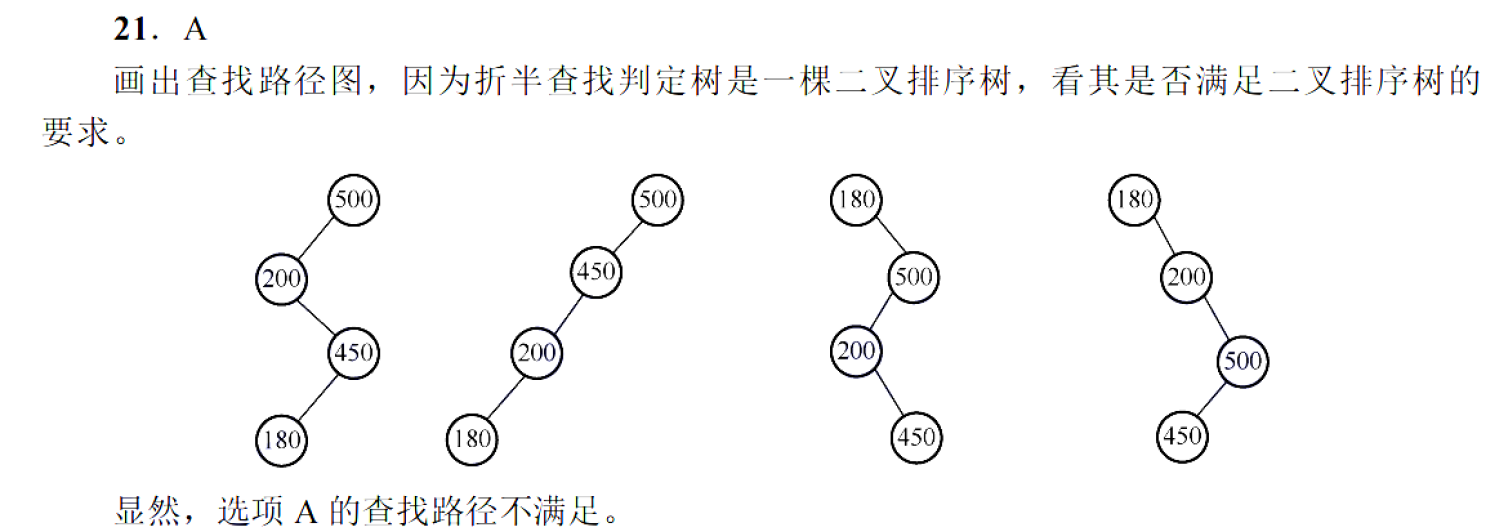 21. A
画出查找路径图，因为折半查找判定树是一棵二叉排序树，看其是否满足二叉排序树的
要求。
500 500 180 180
200 450 500 200
450 200 200 500
180 180 450 450
显然，选项 A 的查找路径不满足。